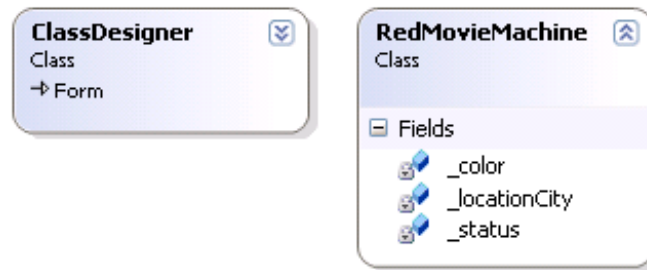 ClassDesigner
Class
Form
RedMovieMachine
Class
Fields
_color
_locationCity
_status